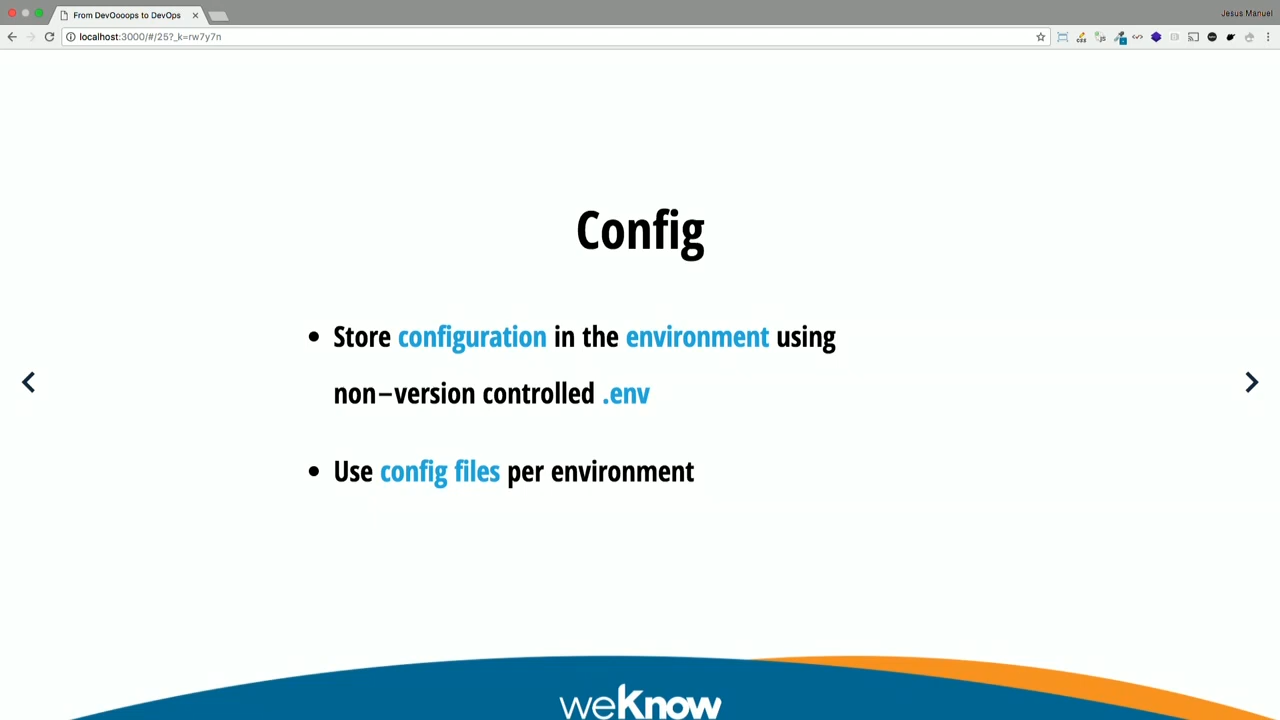 From DevOoops to DevOps
Jesus Manuel
localhost:3000/#/25?_k=rw7y7n
Config
• Store configuration in the environment using
non–version controlled .env
• Use config files per environment
weKnow